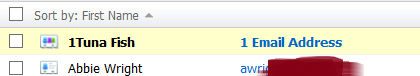 Sort by: First Name
1Tuna Fish 1 Email Address
Abbie Wright awri